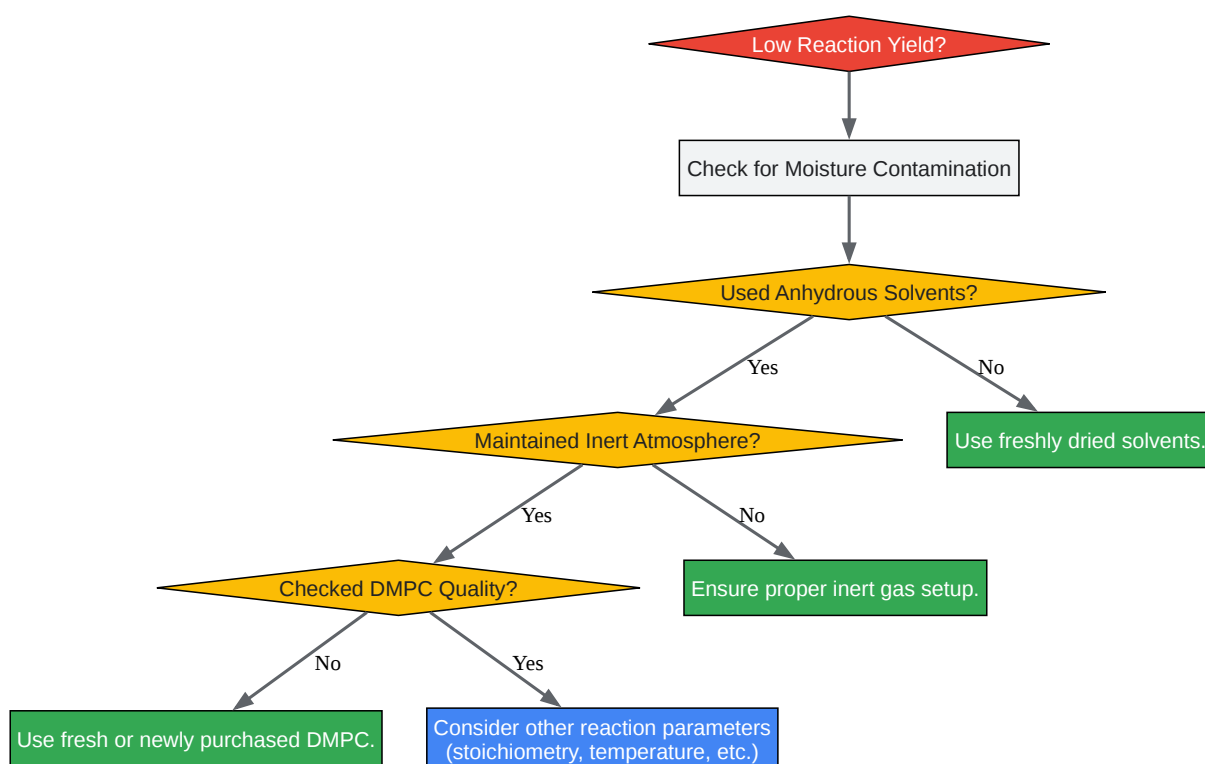 Low Reaction Yield?
Check for Moisture Contamination
Used Anhydrous Solvents?
Yes
No
Maintained Inert Atmosphere?
Use freshly dried solvents.
Yes
No
Checked DMPC Quality?
Ensure proper inert gas setup.
No
Yes
Use fresh or newly purchased DMPC.
Consider other reaction parameters
(stoichiometry, temperature, etc.)